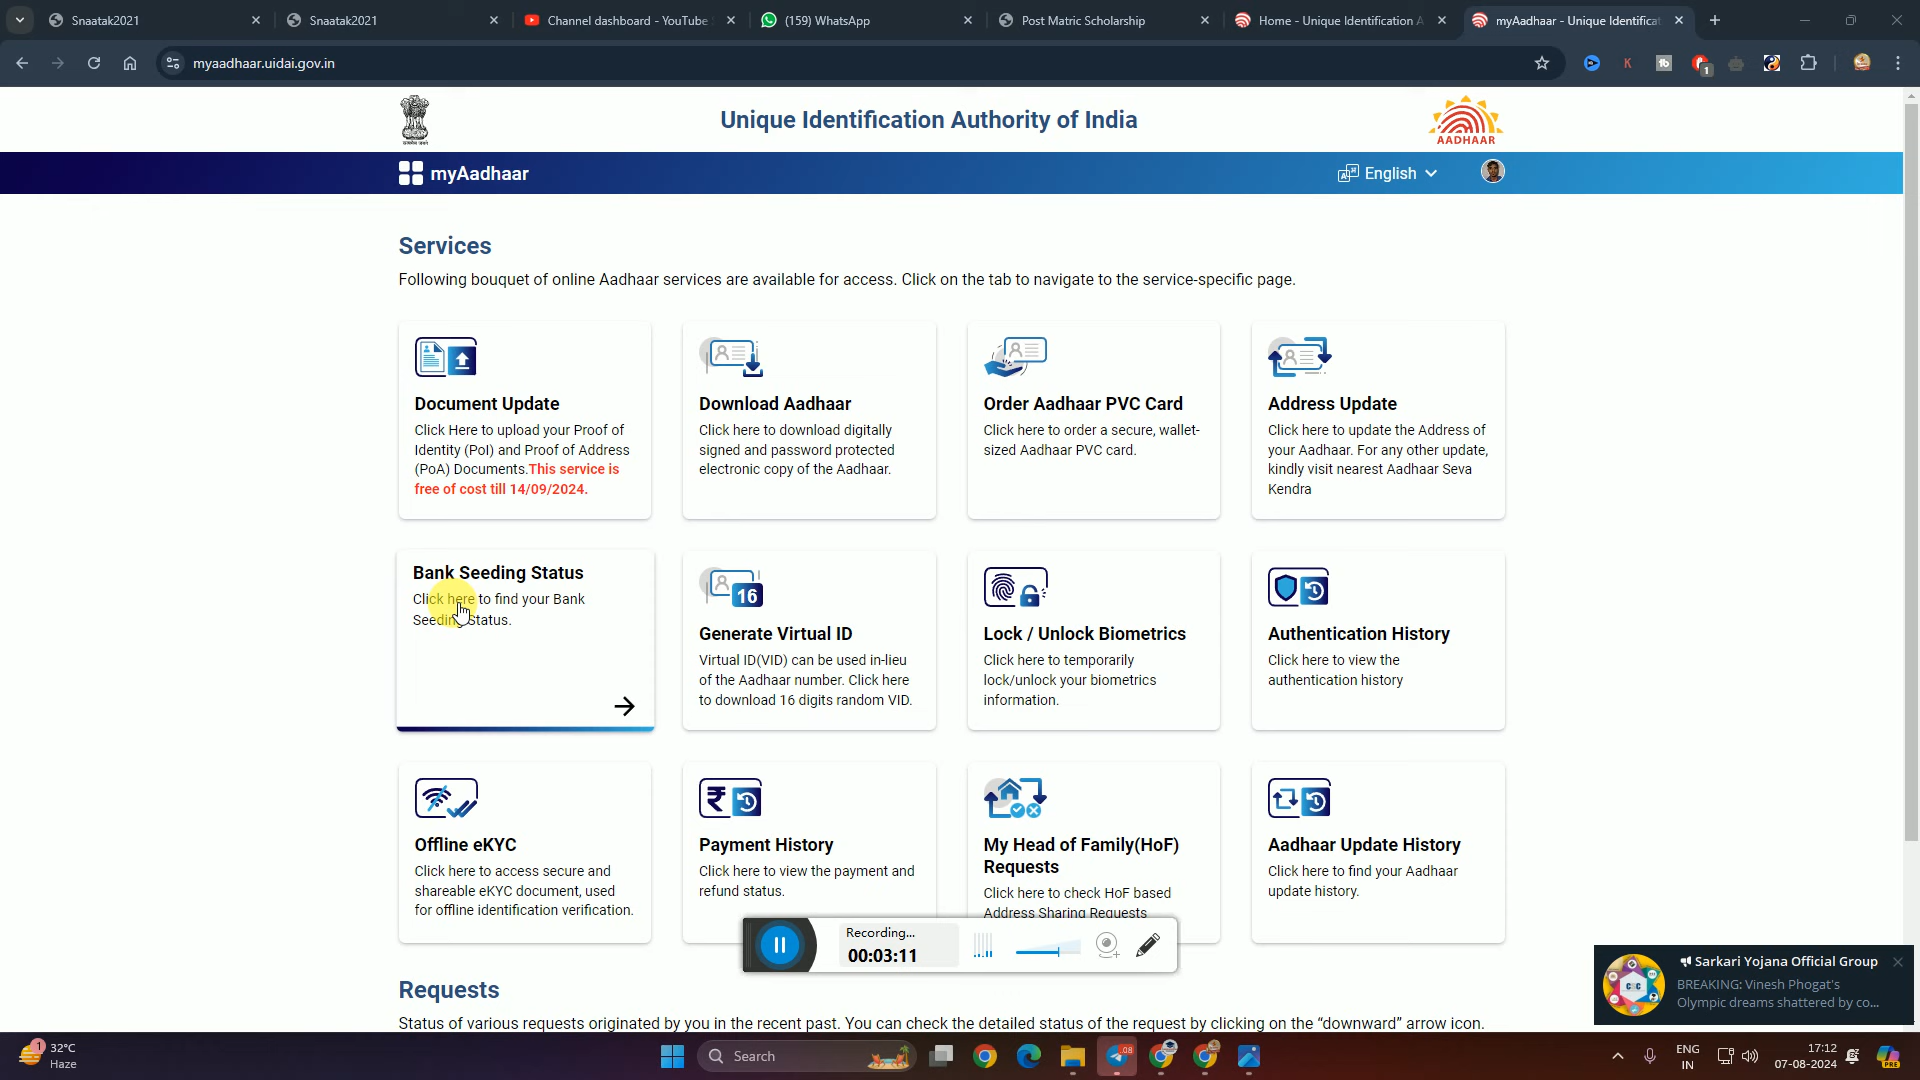 Snaatak2021
Snaatak2021
Channel dashboard - YouTube
(159) WhatsApp
Post Matric Scholarship
Home - Unique Identification A
myAadhaar - Unique Identificat
myaadhaar.uidai.gov.in
सत्यमेव जयते
Unique Identification Authority of India
AADHAAR
myAadhaar
English
Services
Following bouquet of online Aadhaar services are available for access. Click on the tab to navigate to the service-specific page.
Document Update
Click Here to upload your Proof of
Identity (PoI) and Proof of Address
(PoA) Documents.This service is
free of cost till 14/09/2024.
Download Aadhaar
Click here to download digitally
signed and password protected
electronic copy of the Aadhaar.
Order Aadhaar PVC Card
Click here to order a secure, wallet-
sized Aadhaar PVC card.
Address Update
Click here to update the Address of
your Aadhaar. For any other update,
kindly visit nearest Aadhaar Seva
Kendra
Bank Seeding Status
Click here to find your Bank
Seeding Status.
16
Generate Virtual ID
Virtual ID(VID) can be used in-lieu
of the Aadhaar number. Click here
to download 16 digits random VID.
Lock / Unlock Biometrics
Click here to temporarily
lock/unlock your biometrics
information.
Authentication History
Click here to view the
authentication history
Offline eKYC
Click here to access secure and
shareable eKYC document, used
for offline identification verification.
Payment History
Click here to view the payment and
refund status.
My Head of Family(HoF)
Requests
Click here to check HoF based
Address Sharing Requests
Aadhaar Update History
Click here to find your Aadhaar
update history.
Recording...
00:03:11
Sarkari Yojana Official Group
BREAKING: Vinesh Phogat's
Olympic dreams shattered by co...
CSC
Requests
Status of various requests originated by you in the recent past. You can check the detailed status of the request by clicking on the “downward” arrow icon.
1
32°C
Haze
Search
.08
ENG
IN
17:12
07-08-2024
PRE